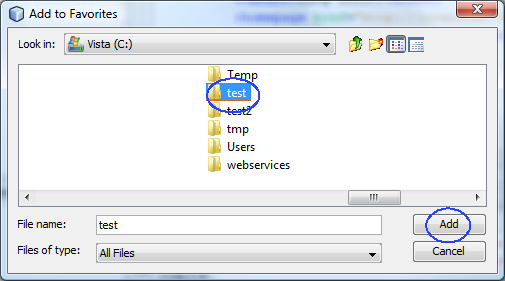 Add to Favorites
Look in: Vista (C:)
Temp
test
test2
tmp
Users
webservices
File name: test Add
Files of type: All Files Cancel